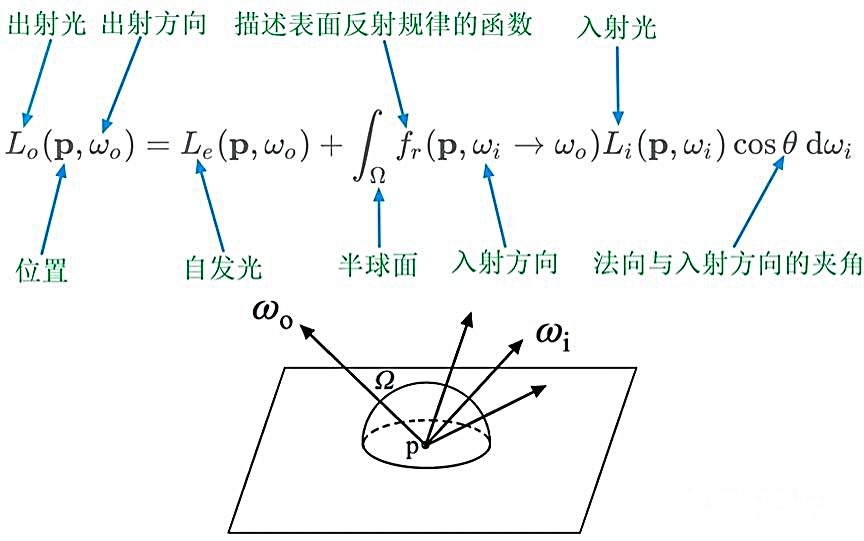 出射光 出射方向 描述表面反射规律的函数 入射光
L_o(p, ω_o) = L_e(p, ω_o) + ∫_Ω f_r(p, ω_i → ω_o)L_i(p, ω_i) cos θ dω_i
位置 自发光 半球面 入射方向 法向与入射方向的夹角
ω_o
ω_i
Ω
p